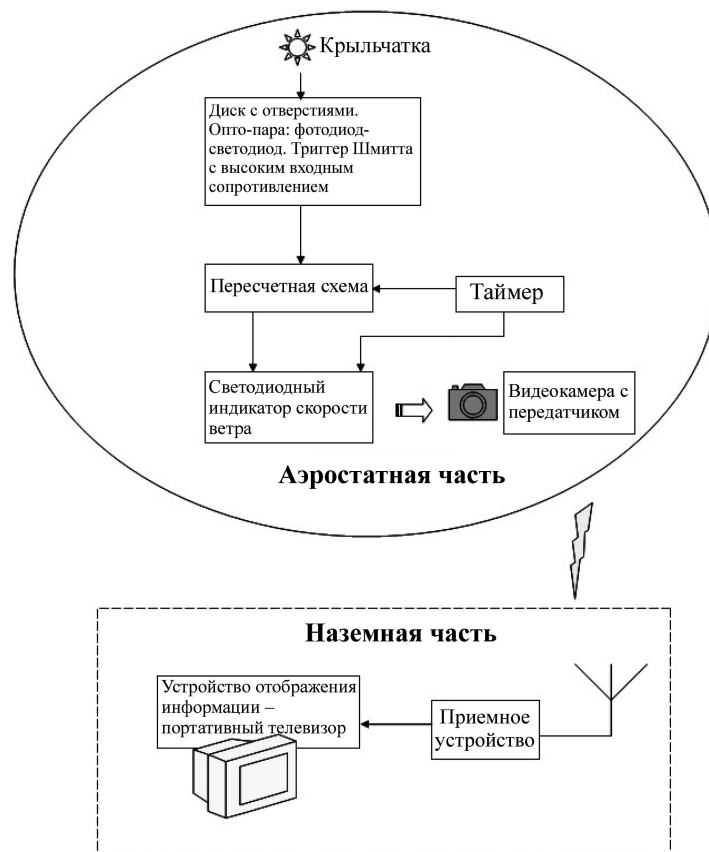 Крыльчатка
Диск с отверстиями.
Опто-пара: фотодиод-
светодиод. Триггер Шмитта
с высоким входным
сопротивлением
Пересчетная схема
Таймер
Светодиодный
индикатор скорости
ветра
Видеокамера с
передатчиком
Аэростатная часть
Наземная часть
Устройство отображения
информации –
портативный телевизор
Приемное
устройство